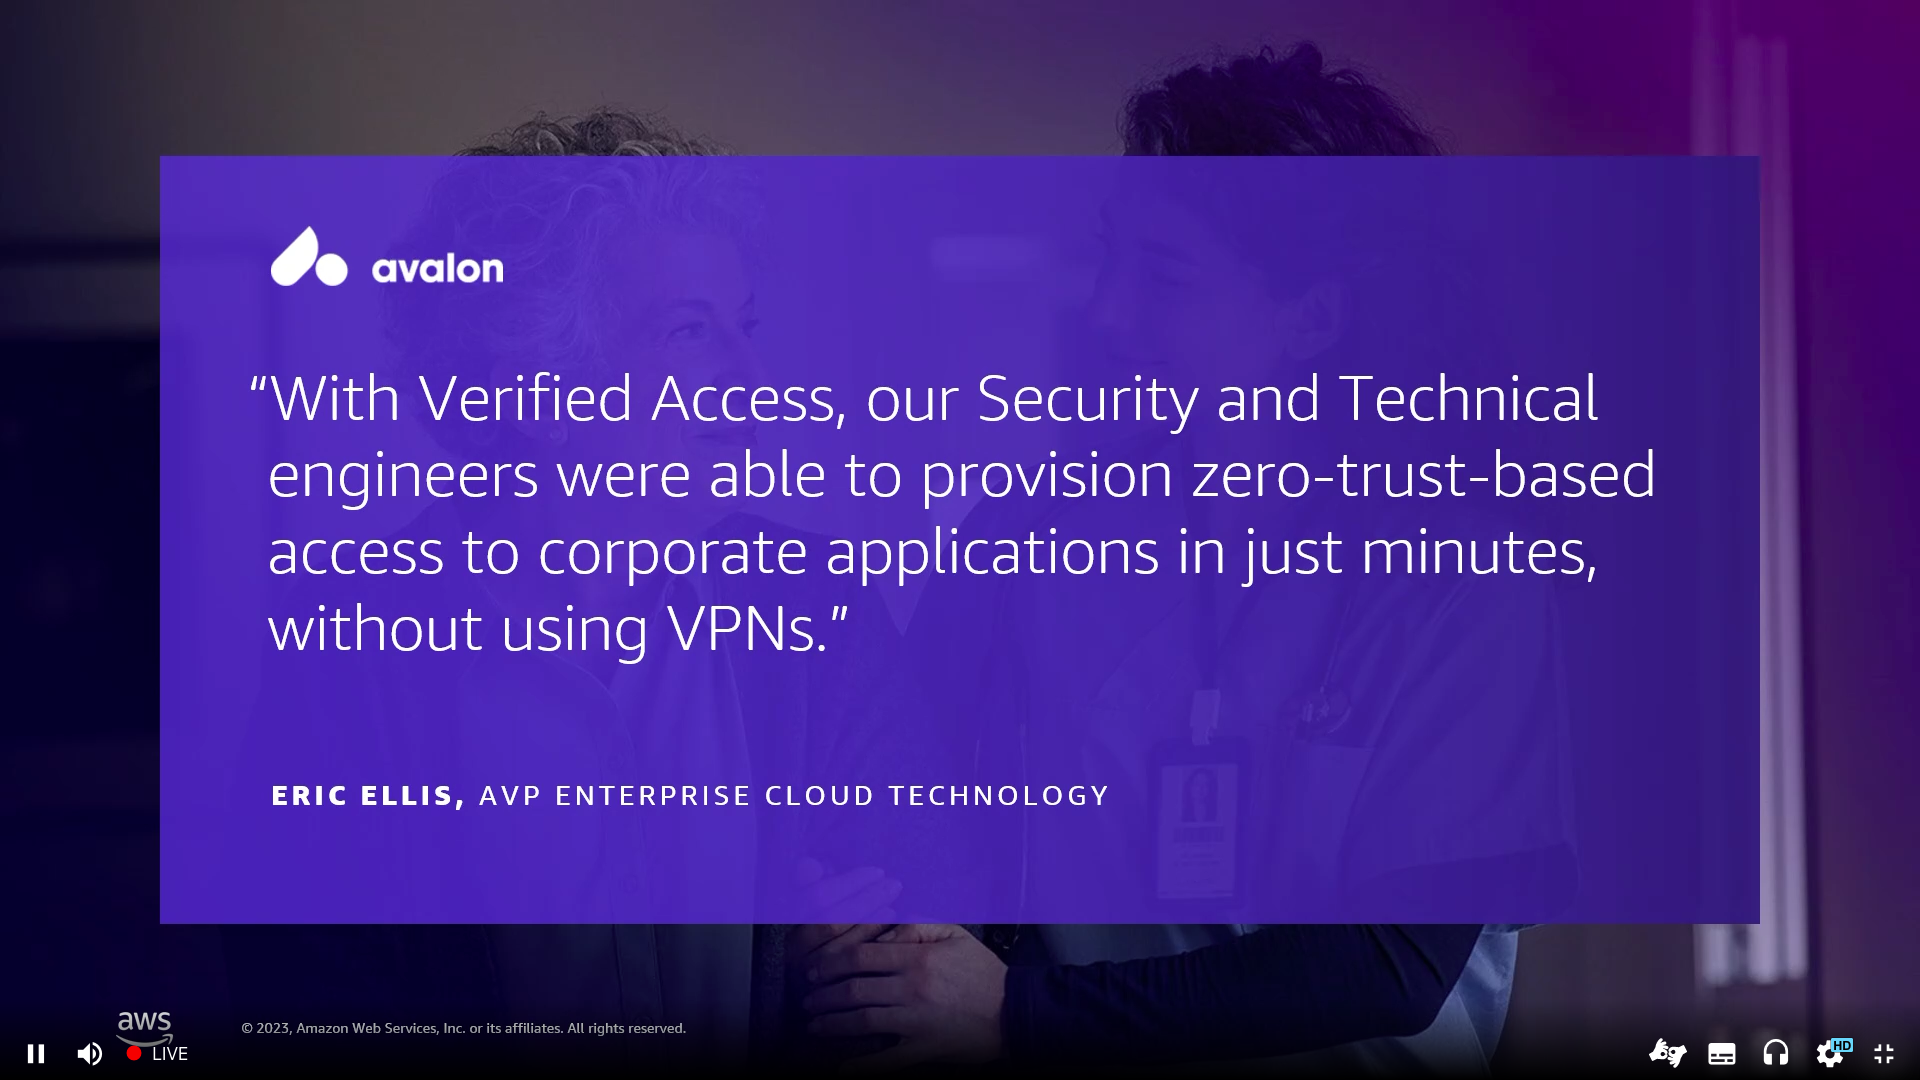 avalon
“With Verified Access, our Security and Technical
engineers were able to provision zero-trust-based
access to corporate applications in just minutes,
without using VPNs.”
ERIC ELLIS, AVP ENTERPRISE CLOUD TECHNOLOGY
aws
© 2023, Amazon Web Services, Inc. or its affiliates. All rights reserved.
LIVE
HD